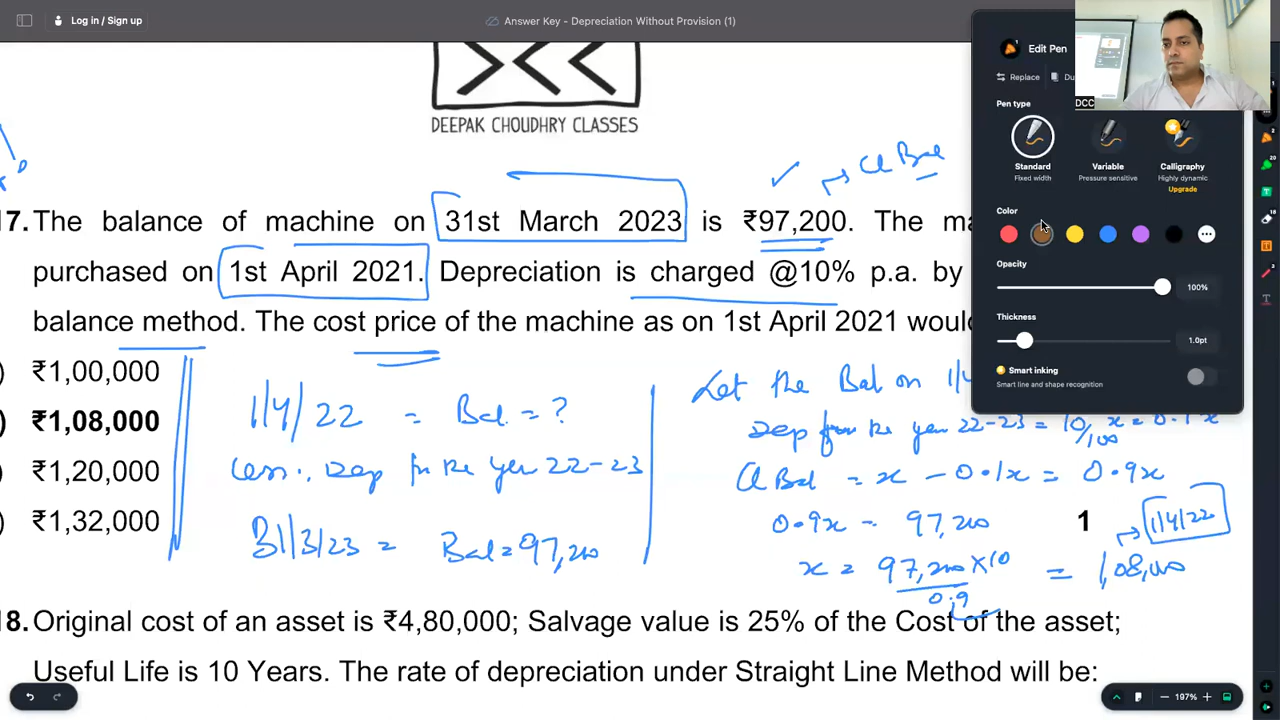 Log in / Sign up
Answer Key - Depreciation Without Provision (1)
Edit Pen
Replace
DCC
Pen type
Standard
Fixed width
Variable
Pressure sensitive
Calligraphy
Highly dynamic
Upgrade
Color
Opacity
100%
Thickness
1.0pt
Smart inking
Smart line and shape recognition
DEEPAK CHOUDHRY CLASSES
Cl Bal
17. The balance of machine on 31st March 2023 is ₹97,200. The
purchased on 1st April 2021. Depreciation is charged @10% p.a. by
balance method. The cost price of the machine as on 1st April 2021
₹1,00,000
₹1,08,000
₹1,20,000
₹1,32,000
1/4/22 = Bal. = ?
Less: Dep for the year 22-23
31/3/23 = Bal = 97,200
Let the Bal on 1/4
Dep for the year 22-23 = 10/100 x = 0.1x
Cl Bal = x - 0.1x = 0.9x
0.9x = 97,200
1
1/4/22
x = 97,200 x 10 / 0.9 = 1,08,000
18. Original cost of an asset is ₹4,80,000; Salvage value is 25% of the Cost of the asset;
Useful Life is 10 Years. The rate of depreciation under Straight Line Method will be:
197%